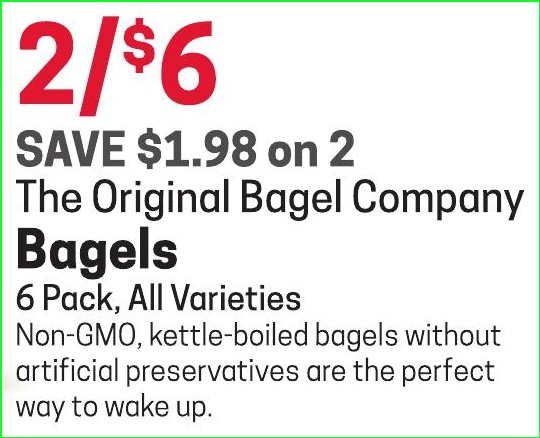 2/$6
SAVE $1.98 on 2
The Original Bagel Company
Bagels
6 Pack, All Varieties
Non-GMO, kettle-boiled bagels without
artificial preservatives are the perfect
way to wake up.